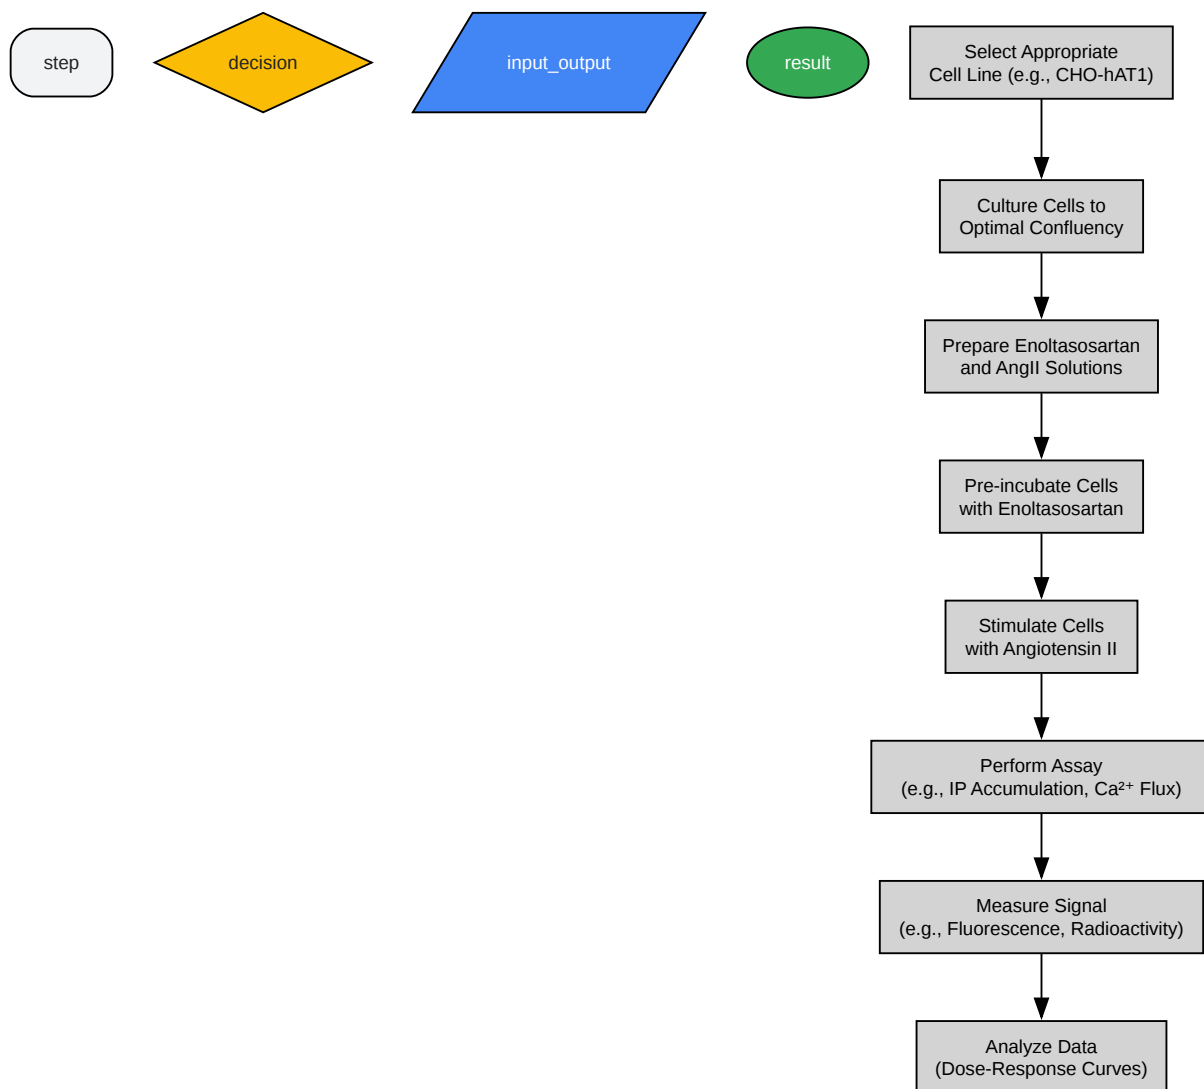 step
decision
input_output
result
Select Appropriate
Cell Line (e.g., CHO-hAT1)
Culture Cells to
Optimal Confluency
Prepare Enoltasosartan
and AngII Solutions
Pre-incubate Cells
with Enoltasosartan
Stimulate Cells
with Angiotensin II
Perform Assay
(e.g., IP Accumulation, Ca²⁺ Flux)
Measure Signal
(e.g., Fluorescence, Radioactivity)
Analyze Data
(Dose-Response Curves)